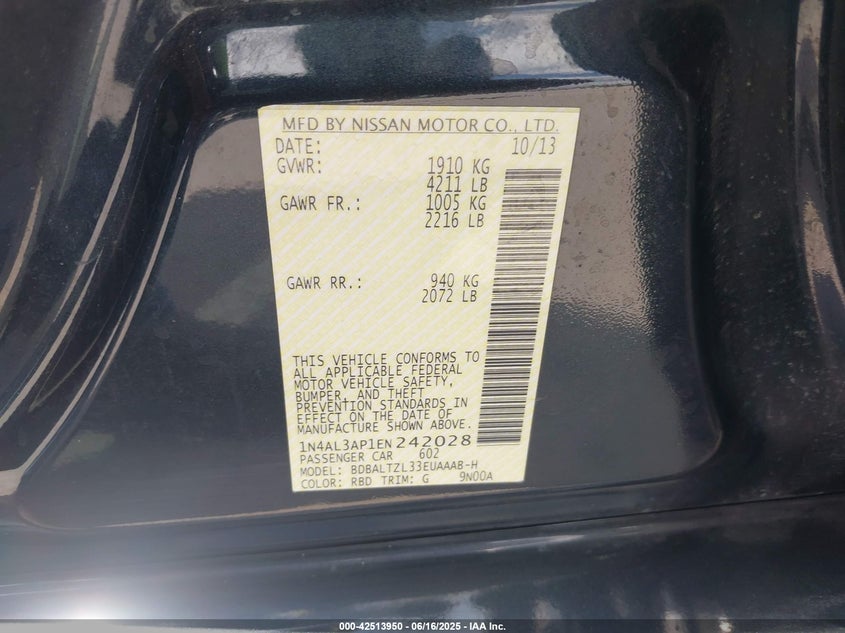 MFD BY NISSAN MOTOR CO., LTD.
DATE: 10/13
GVWR: 1910 KG
4211 LB
GAWR FR.: 1005 KG
2216 LB
GAWR RR.: 940 KG
2072 LB
THIS VEHICLE CONFORMS TO
ALL APPLICABLE FEDERAL
MOTOR VEHICLE SAFETY,
BUMPER, AND THEFT
PREVENTION STANDARDS IN
EFFECT ON THE DATE OF
MANUFACTURE SHOWN ABOVE.
1N4AL3AP1EN242028
PASSENGER CAR 602
MODEL: BDBALTZL33EUAAAB-H
COLOR: RBD TRIM: G 9N00A
000-42513950 - 06/16/2025 - IAA Inc.